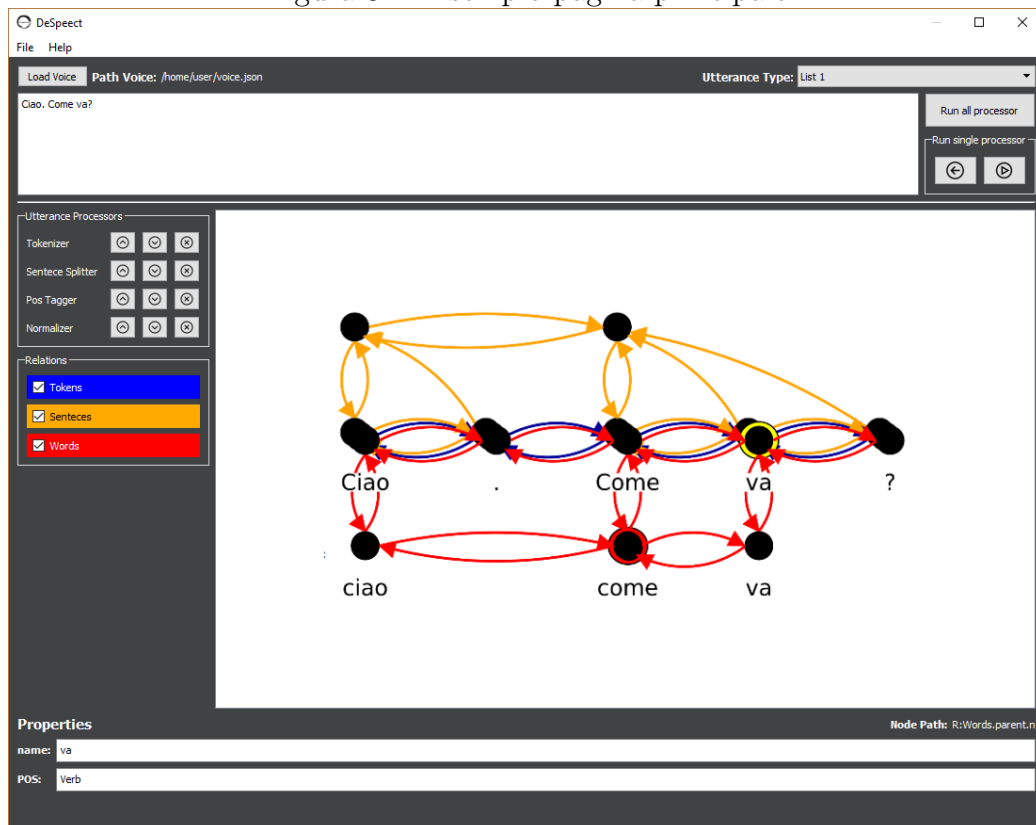 DeSpeect
File Help
Load Voice Path Voice: /home/user/voice.json Utterance Type: List 1
Ciao. Come va?
Run all processor
Run single processor
Utterance Processors
Tokenizer
Sentece Splitter
Pos Tagger
Normalizer
Relations
Tokens
Senteces
Words
Ciao . Come va ?
ciao come va
Properties Node Path: R:Words.parent.n
name: va
POS: Verb